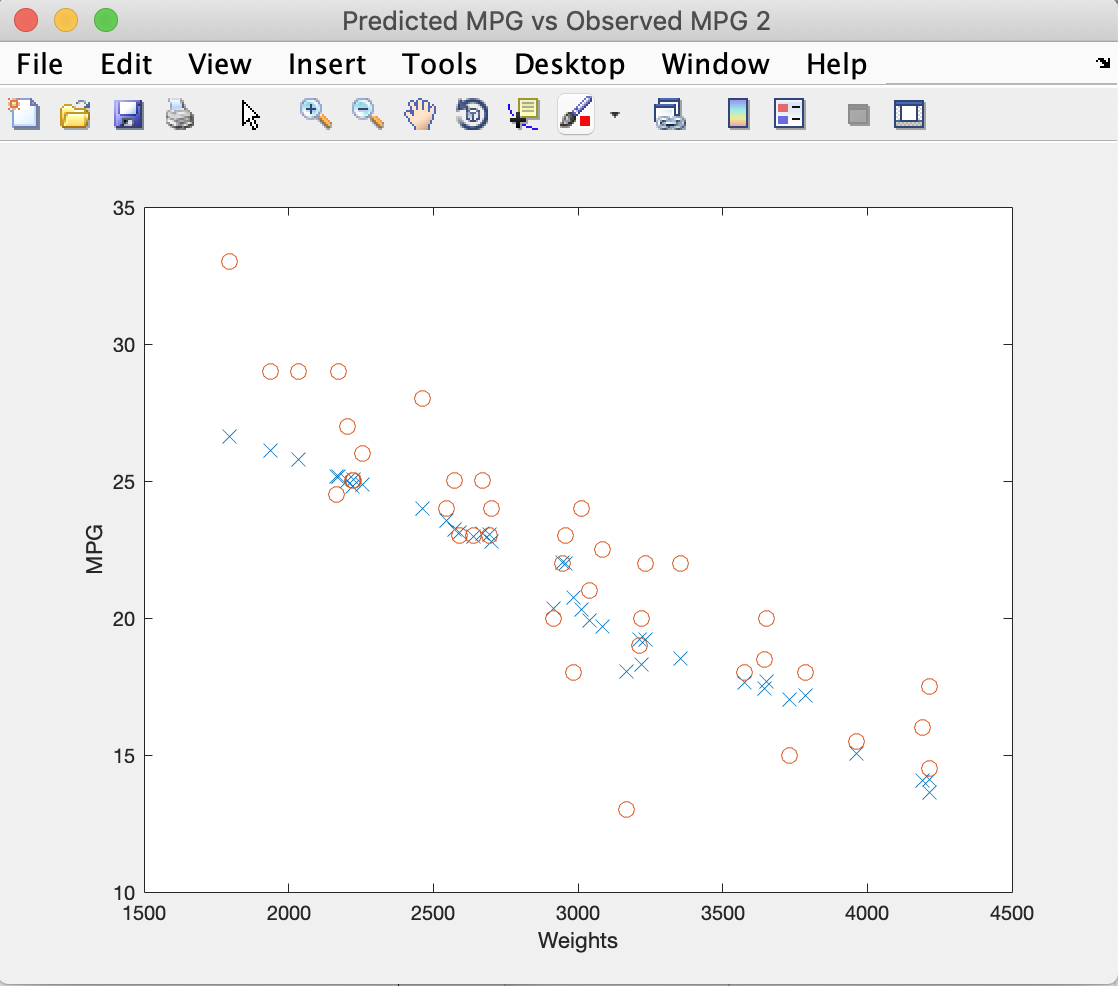 Predicted MPG vs Observed MPG 2
File Edit View Insert Tools Desktop Window Help
35
30
25
20
15
10
MPG
1500 2000 2500 3000 3500 4000 4500
Weights